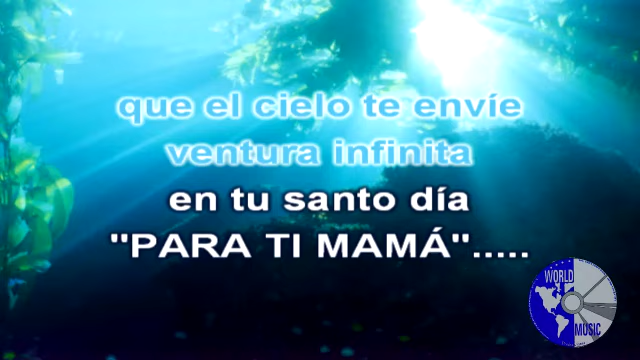 que el cielo te envíe
ventura infinita
en tu santo día
"PARA TI MAMÁ".....
WORLD
MUSIC